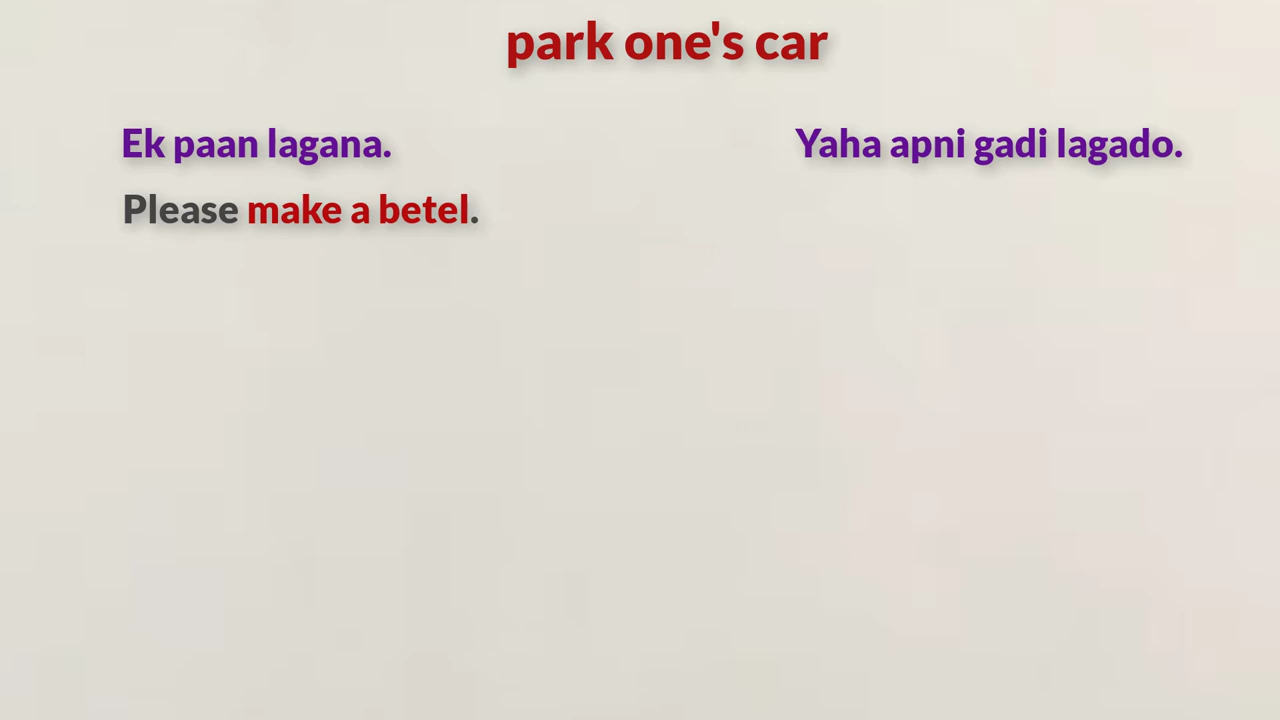 park one's car
Ek paan lagana.
Yaha apni gadi lagado.
Please make a betel.